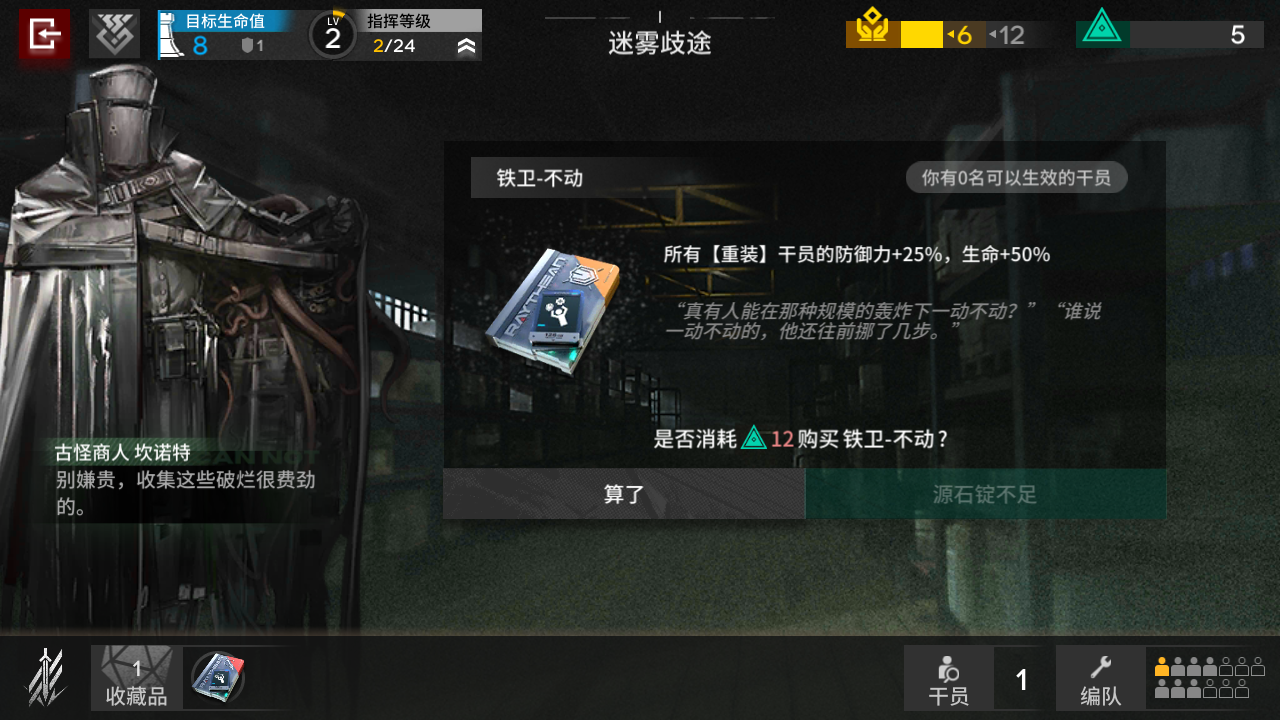 目标生命值
8
1
LV
2
指挥等级
2/24
迷雾歧途
6
12
5
铁卫-不动
你有0名可以生效的干员
所有【重装】干员的防御力+25%，生命+50%
“真有人能在那种规模的轰炸下一动不动？” “谁说
一动不动的，他还往前挪了几步。”
RAYTHEAN
是否消耗 12 购买 铁卫-不动？
算了
源石锭不足
古怪商人 坎诺特
别嫌贵，收集这些破烂很费劲
的。
1
收藏品
干员
1
编队